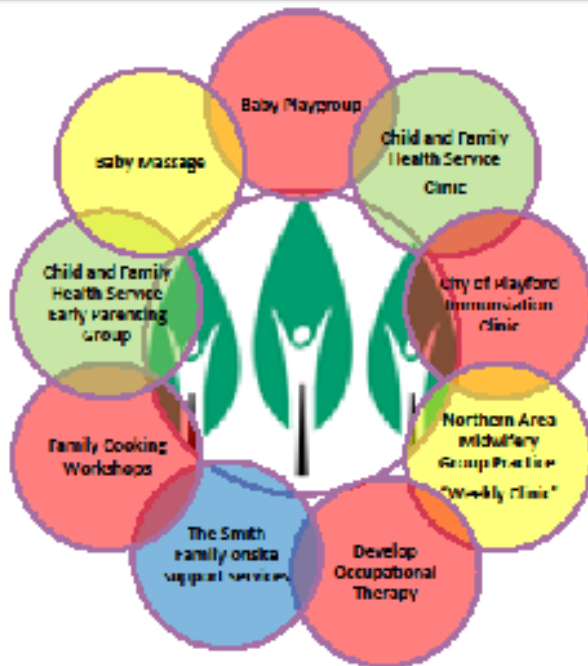 Baby Playgroup
Child and Family
Health Service
Clinic
City of Playford
Immunisation
Clinic
Northern Area
Midwifery
Group Practice
"Weekly Clinic"
Develop
Occupational
Therapy
The Smith
Family onsite
support services
Family Cooking
Workshops
Child and Family
Health Service
Early Parenting
Group
Baby Massage